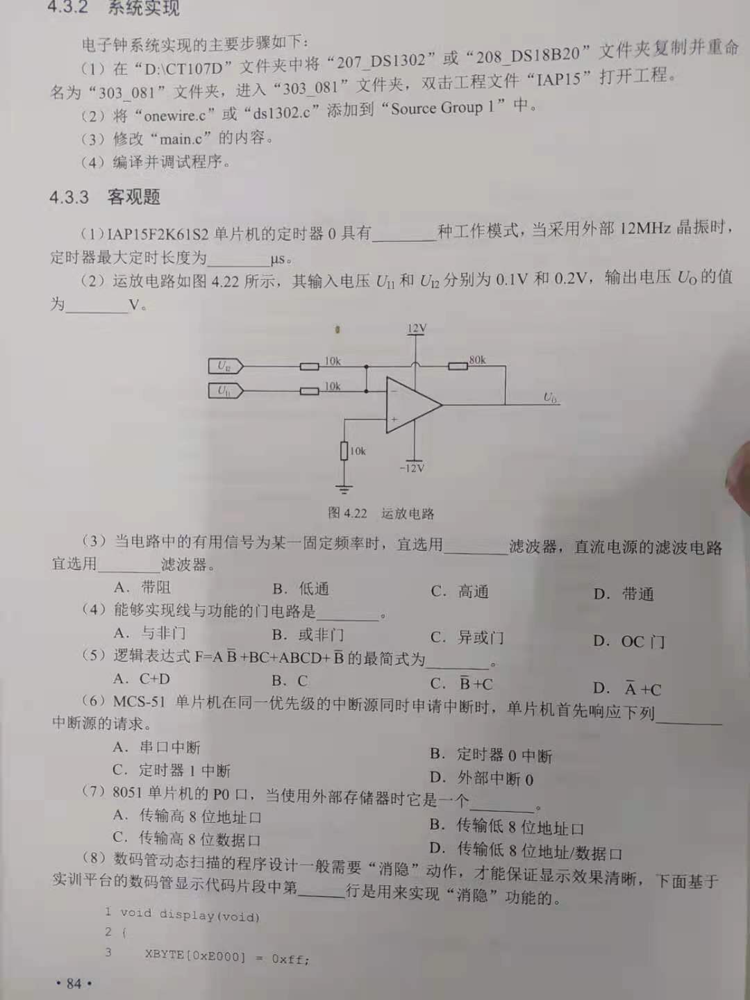 4.3.2 系统实现
电子钟系统实现的主要步骤如下：
（1）在“D:\CT107D”文件夹中将“207_DS1302”或“208_DS18B20”文件夹复制并重命
名为“303_081”文件夹，进入“303_081”文件夹，双击工程文件“IAP15”打开工程。
（2）将“onewire.c”或“ds1302.c”添加到“Source Group 1”中。
（3）修改“main.c”的内容。
（4）编译并调试程序。
4.3.3 客观题
（1）IAP15F2K61S2 单片机的定时器 0 具有________种工作模式，当采用外部 12MHz 晶振时，
定时器最大定时长度为________μs。
（2）运放电路如图 4.22 所示，其输入电压 UI1 和 UI2 分别为 0.1V 和 0.2V，输出电压 UO 的值
为________V。
12V
UI2 10k 80k
UI1 10k
−
UO
+
10k
−12V
图 4.22 运放电路
（3）当电路中的有用信号为某一固定频率时，宜选用________滤波器，直流电源的滤波电路
宜选用________滤波器。
A．带阻 B．低通 C．高通 D．带通
（4）能够实现线与功能的门电路是________。
A．与非门 B．或非门 C．异或门 D．OC 门
（5）逻辑表达式 F=AB̅+BC+ABCD+B̅ 的最简式为________。
A．C+D B．C C．B̅+C D．A̅+C
（6）MCS-51 单片机在同一优先级的中断源同时申请中断时，单片机首先响应下列________
中断源的请求。
A．串口中断 B．定时器 0 中断
C．定时器 1 中断 D．外部中断 0
（7）8051 单片机的 P0 口，当使用外部存储器时它是一个________。
A．传输高 8 位地址口 B．传输低 8 位地址口
C．传输高 8 位数据口 D．传输低 8 位地址/数据口
（8）数码管动态扫描的程序设计一般需要“消隐”动作，才能保证显示效果清晰，下面基于
实训平台的数码管显示代码片段中第______行是用来实现“消隐”功能的。
1 void display(void)
2 {
3 XBYTE[0xE000] = 0xff;
·84·